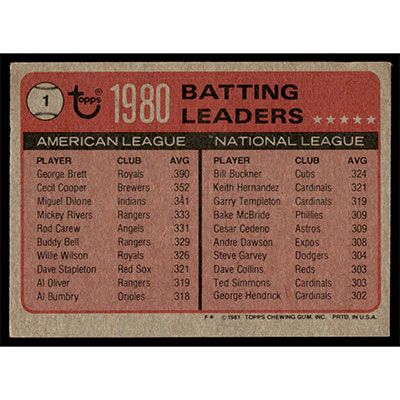 1
topps
®
1980 BATTING LEADERS
AMERICAN LEAGUE
PLAYER CLUB AVG
George Brett Royals .390
Cecil Cooper Brewers .352
Miguel Dilone Indians .341
Mickey Rivers Rangers .333
Rod Carew Angels .331
Buddy Bell Rangers .329
Willie Wilson Royals .326
Dave Stapleton Red Sox .321
Al Oliver Rangers .319
Al Bumbry Orioles .318
NATIONAL LEAGUE
PLAYER CLUB AVG
Bill Buckner Cubs .324
Keith Hernandez Cardinals .321
Garry Templeton Cardinals .319
Bake McBride Phillies .309
Cesar Cedeno Astros .309
Andre Dawson Expos .308
Steve Garvey Dodgers .304
Dave Collins Reds .303
Ted Simmons Cardinals .303
George Hendrick Cardinals .302
F* © 1981 TOPPS CHEWING GUM, INC. PRTD. IN U.S.A.